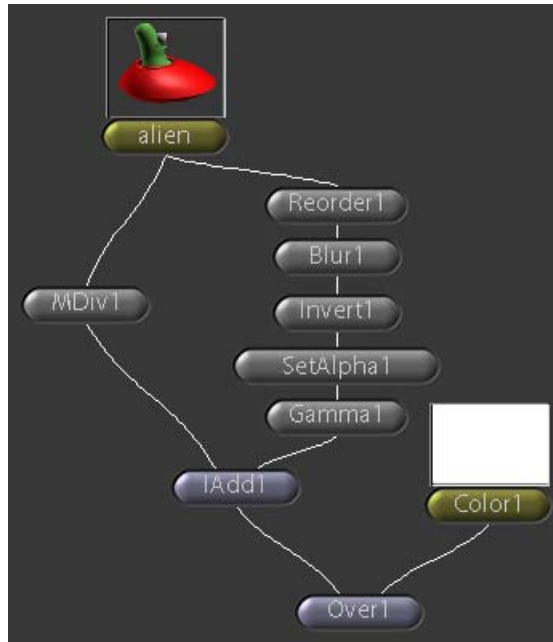 alien
Reorder1
Blur1
MDiv1
Invert1
SetAlpha1
Gamma1
IAdd1
Color1
Over1